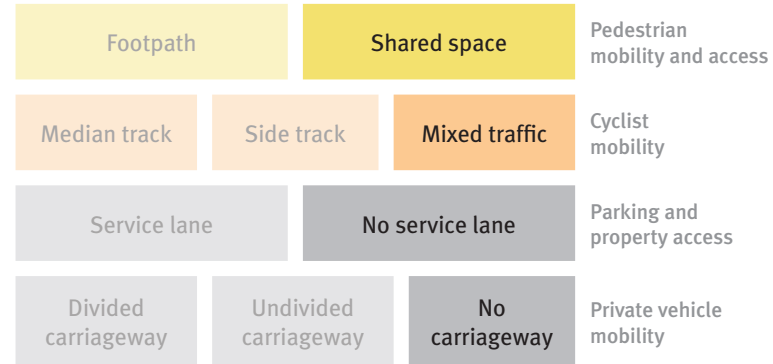 Footpath
Shared space
Pedestrian
mobility and access
Median track
Side track
Mixed traffic
Cyclist
mobility
Service lane
No service lane
Parking and
property access
Divided
carriageway
Undivided
carriageway
No
carriageway
Private vehicle
mobility